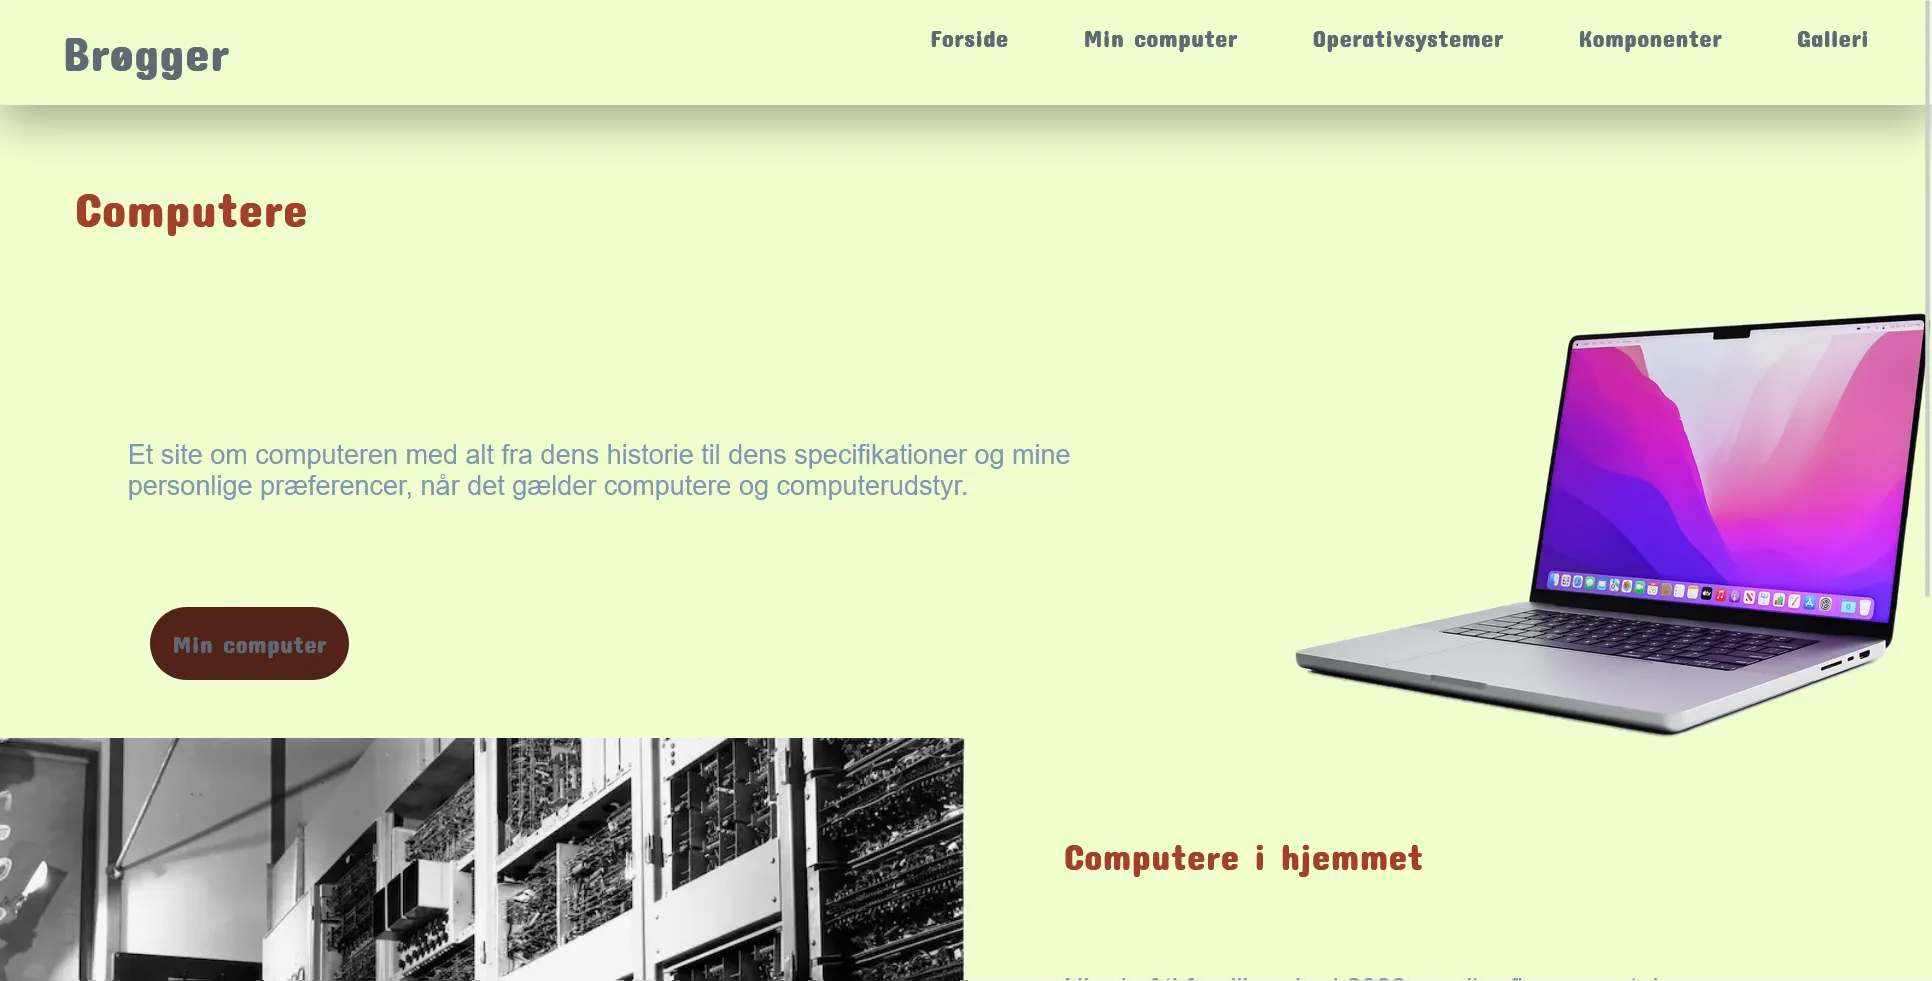 Brøgger
Forside
Min computer
Operativsystemer
Komponenter
Galleri
Computere
Et site om computeren med alt fra dens historie til dens specifikationer og mine
personlige præferencer, når det gælder computere og computerudstyr.
Min computer
Computere i hjemmet